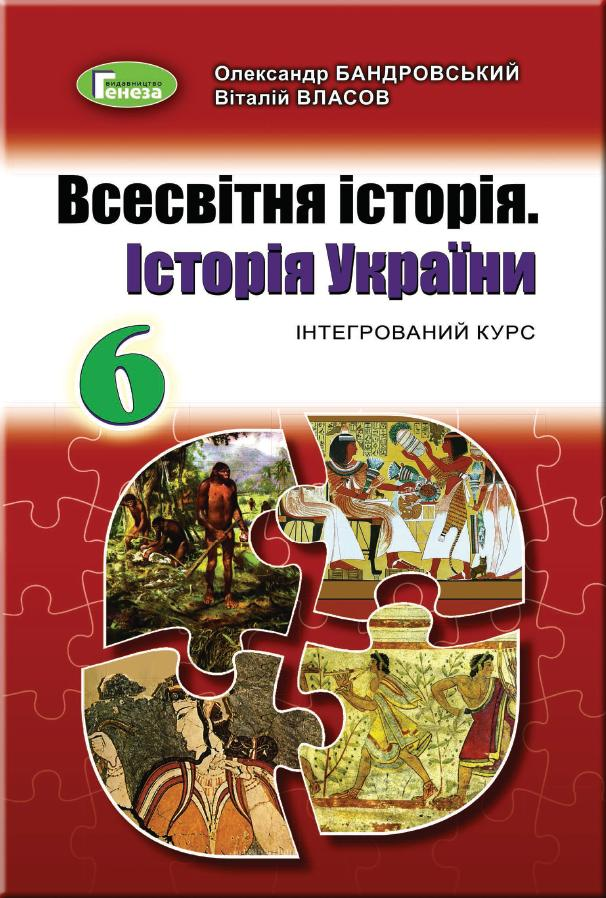 видавництво
Генеза
Олександр БАНДРОВСЬКИЙ
Віталій ВЛАСОВ
Всесвітня історія.
Історія України
ІНТЕГРОВАНИЙ КУРС
6